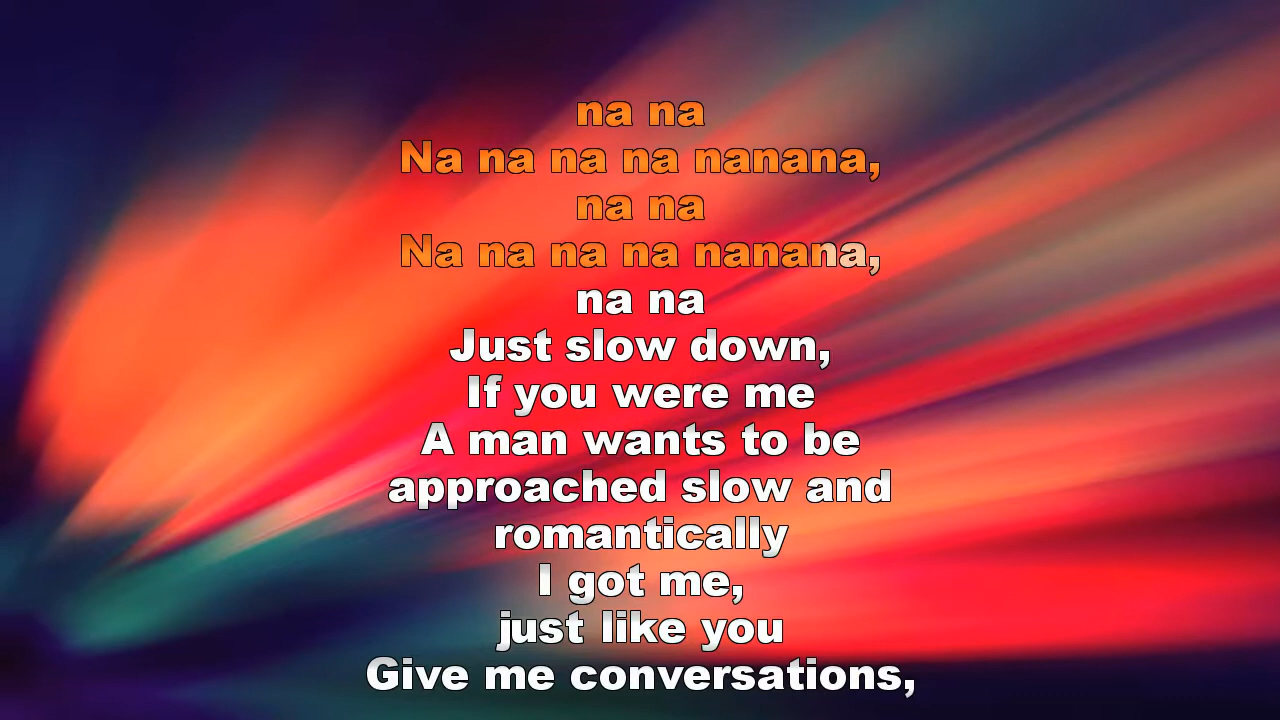 na na
Na na na na nanana,
na na
Na na na na nanana,
na na
Just slow down,
If you were me
A man wants to be
approached slow and
romantically
I got me,
just like you
Give me conversations,